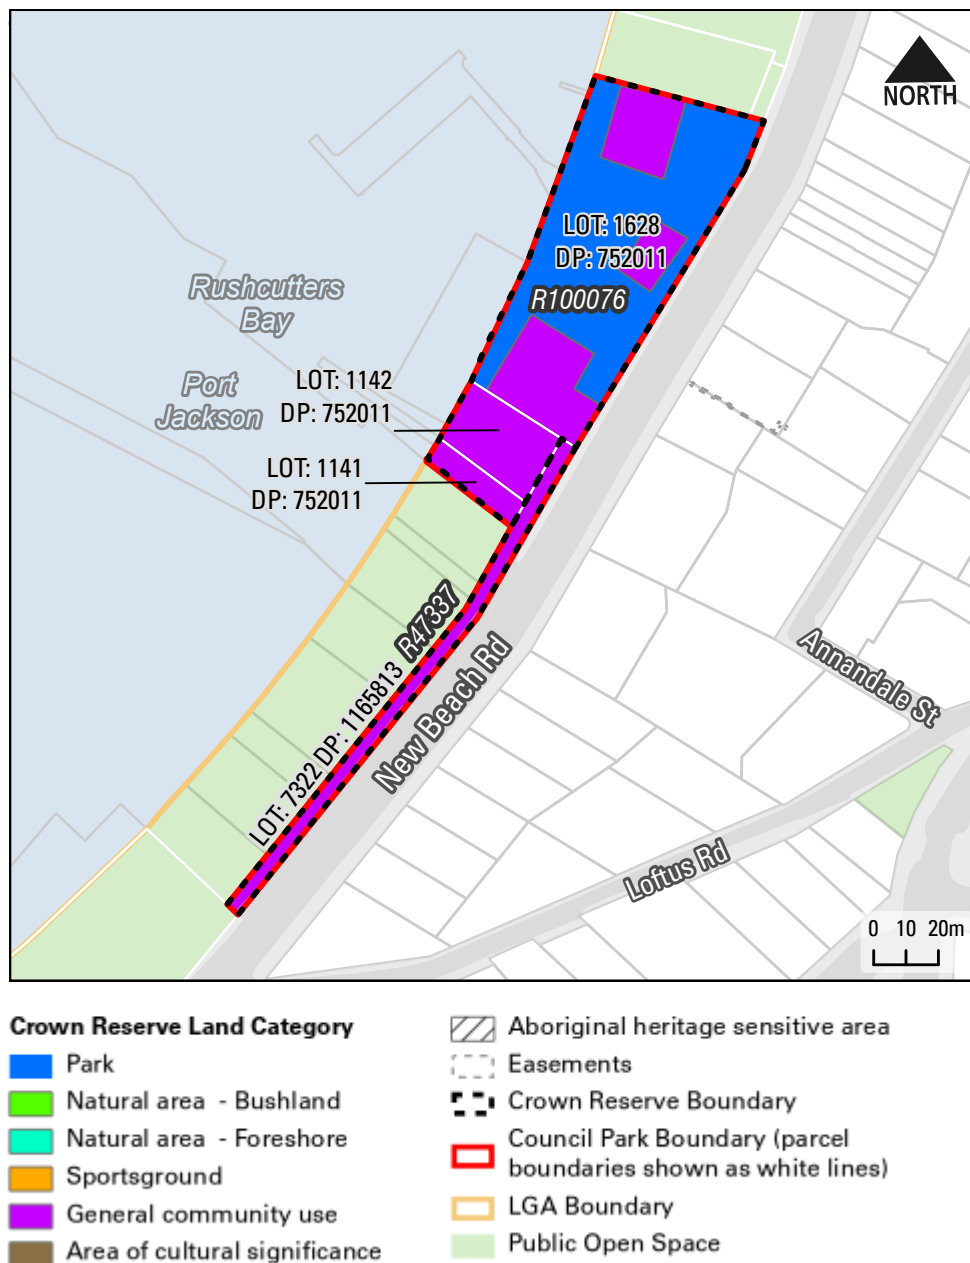 NORTH
LOT: 1628
DP: 752011
R100076
Rushcutters
Bay
Port
Jackson
LOT: 1142
DP: 752011
LOT: 1141
DP: 752011
R47337
LOT: 7322 DP: 1165813
New Beach Rd
Annandale St
Loftus Rd
0 10 20m
Crown Reserve Land Category
Park
Natural area - Bushland
Natural area - Foreshore
Sportsground
General community use
Area of cultural significance
Aboriginal heritage sensitive area
Easements
Crown Reserve Boundary
Council Park Boundary (parcel
boundaries shown as white lines)
LGA Boundary
Public Open Space